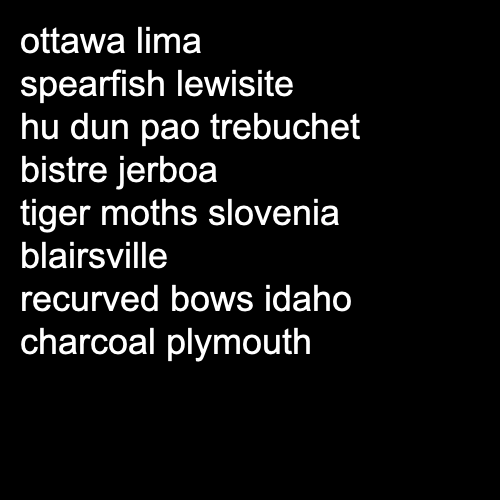 ottawa lima
spearfish lewisite
hu dun pao trebuchet
bistre jerboa
tiger moths slovenia
blairsville
recurved bows idaho
charcoal plymouth